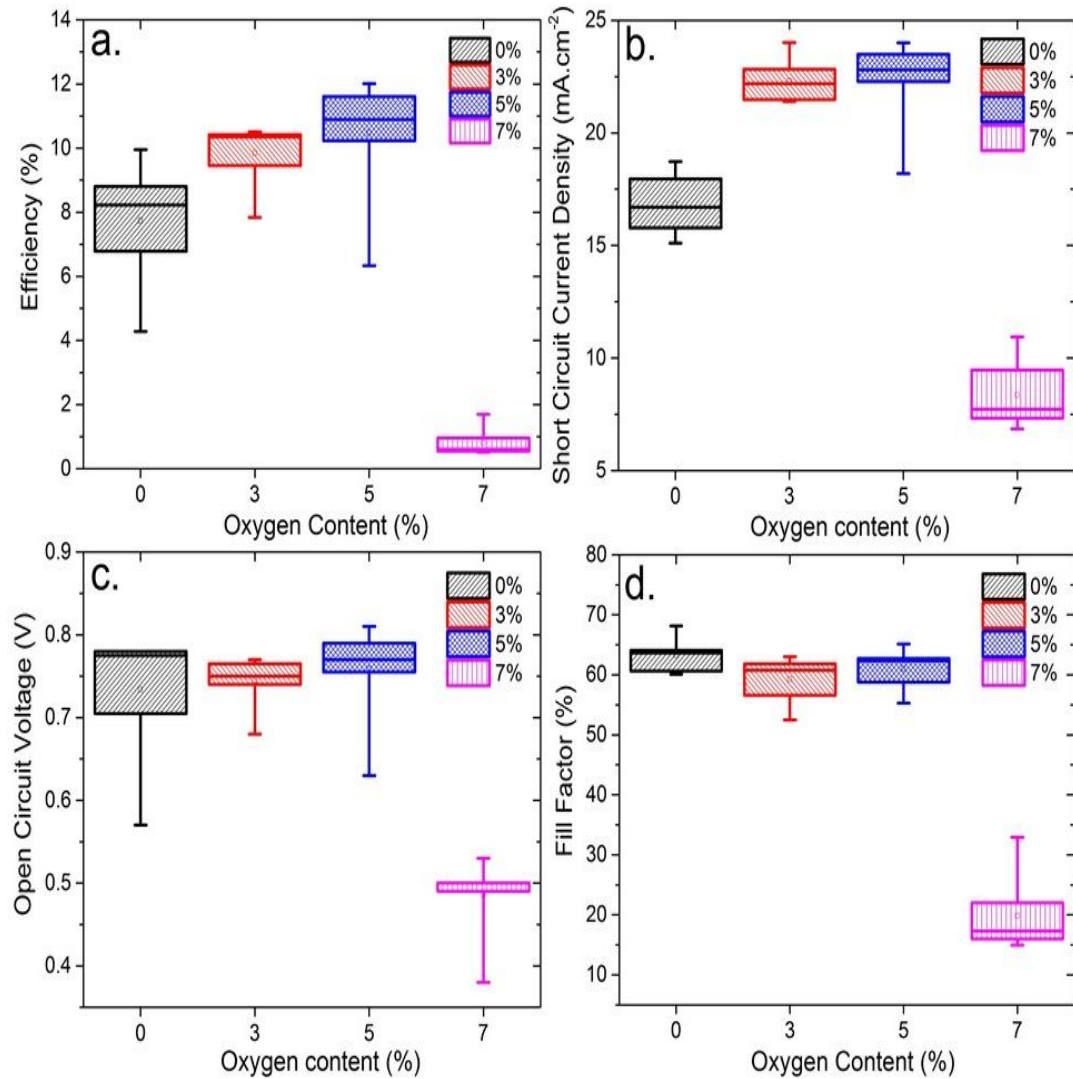 a.
Efficiency (%)
14
12
10
8
6
4
2
0
0%
3%
5%
7%
0 3 5 7
Oxygen Content (%)
b.
Short Circuit Current Density (mA.cm⁻²)
25
20
15
10
5
0%
3%
5%
7%
0 3 5 7
Oxygen content (%)
c.
Open Circuit Voltage (V)
0.9
0.8
0.7
0.6
0.5
0.4
0%
3%
5%
7%
0 3 5 7
Oxygen content (%)
d.
Fill Factor (%)
80
70
60
50
40
30
20
10
0%
3%
5%
7%
0 3 5 7
Oxygen Content (%)